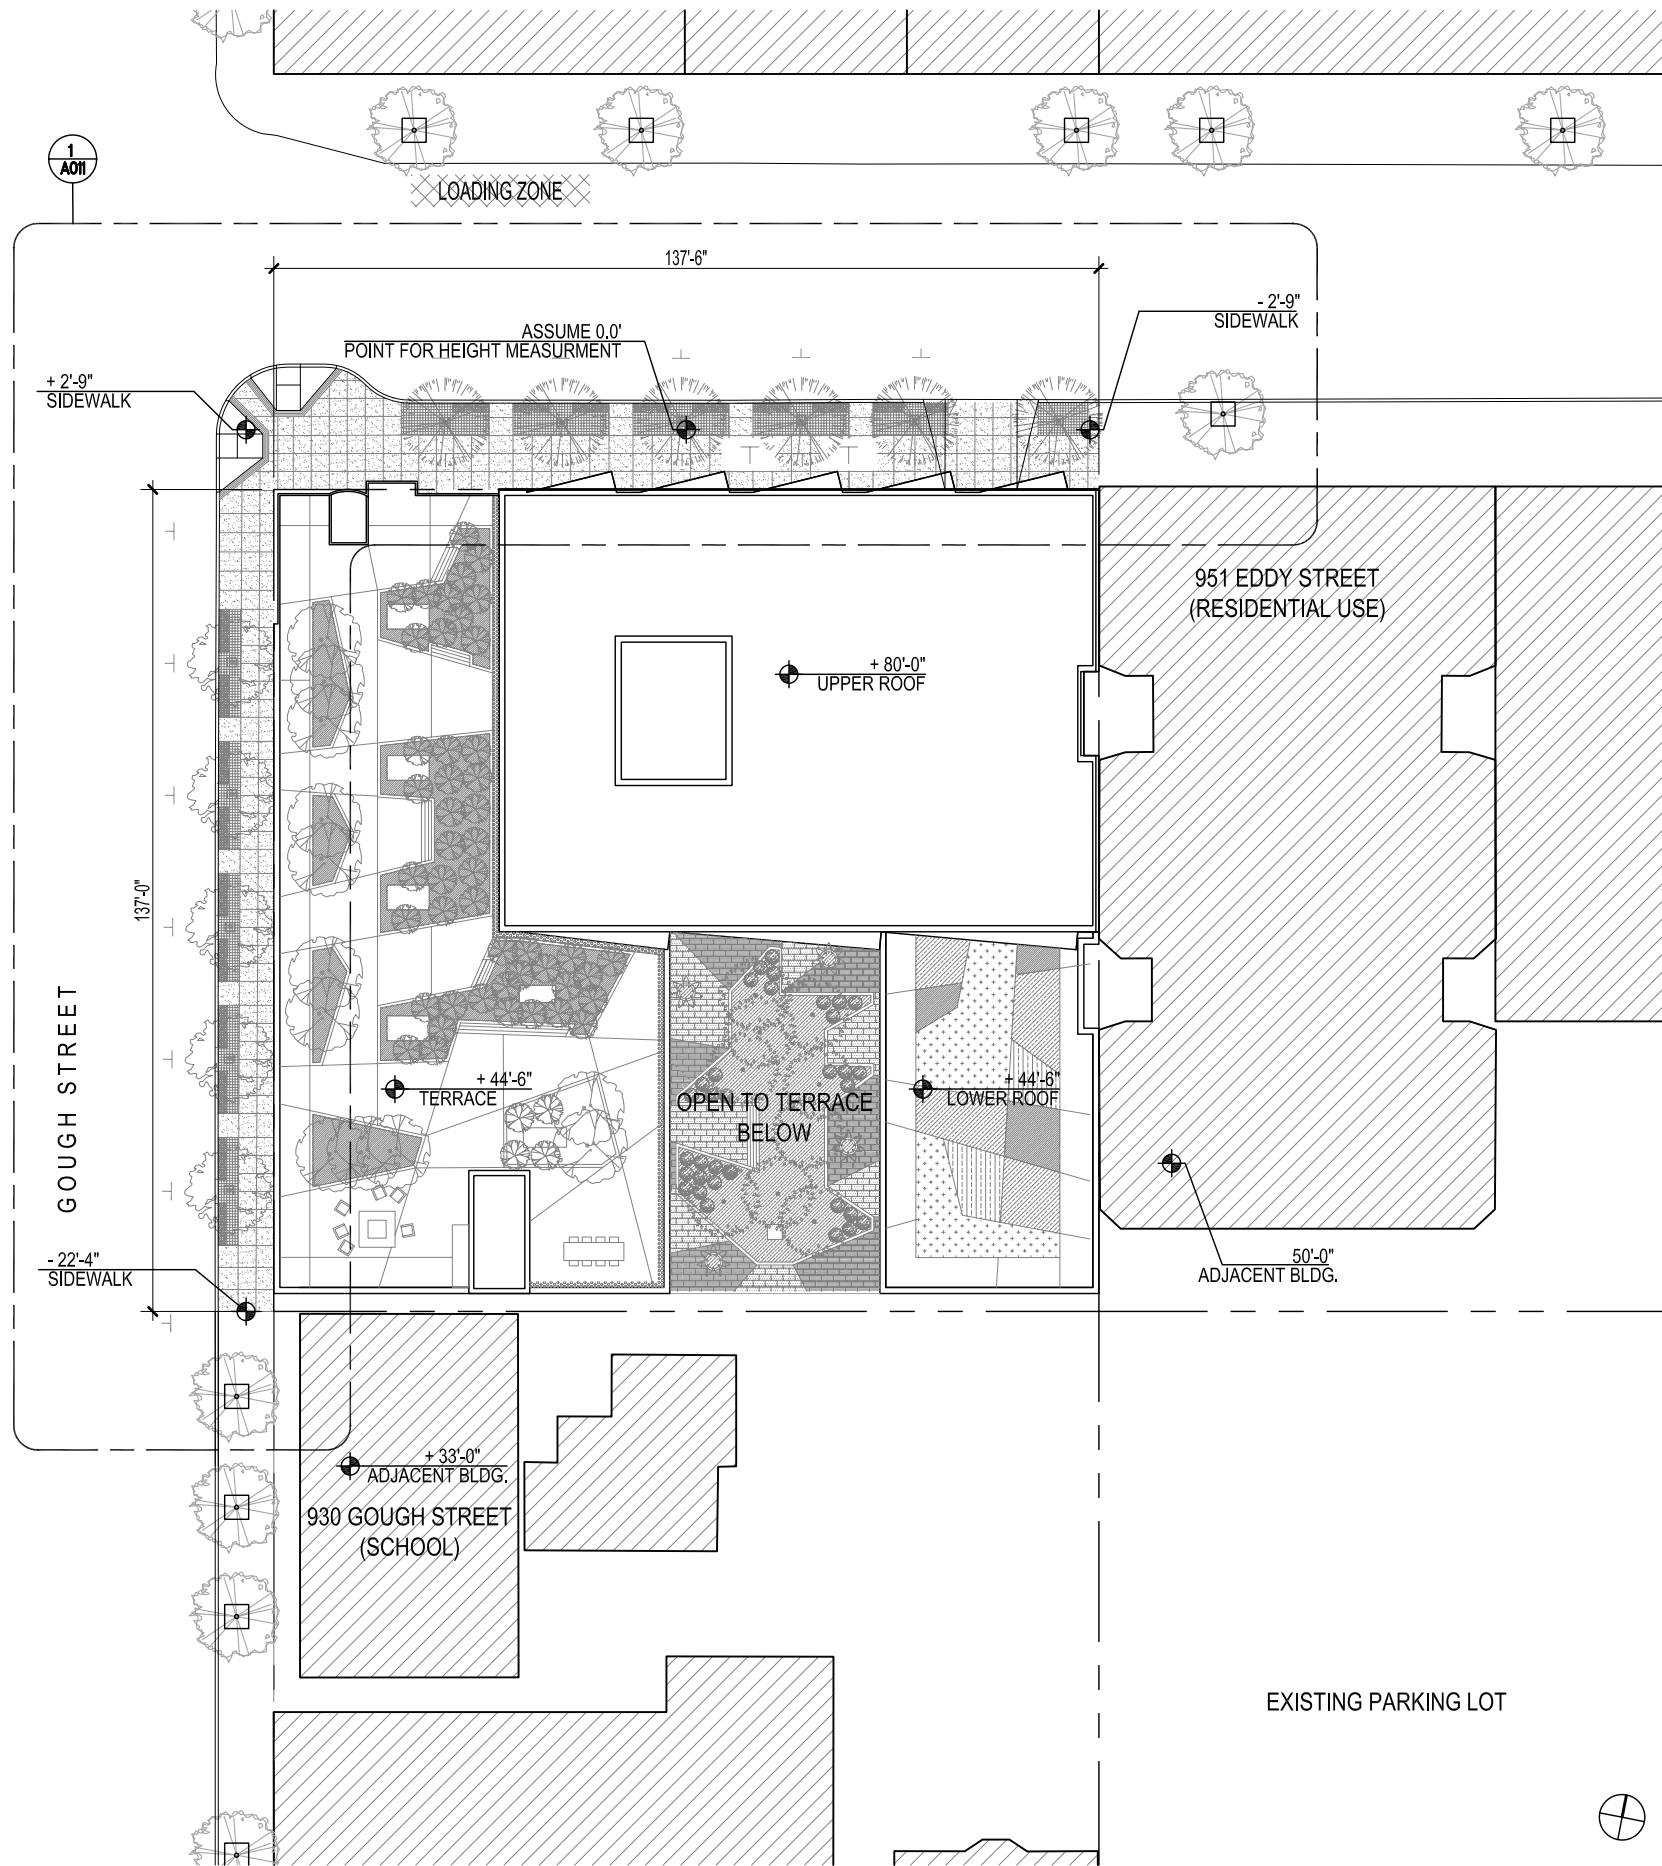 1
A011
LOADING ZONE
137'-6"
- 2'-9"
SIDEWALK
ASSUME 0.0'
POINT FOR HEIGHT MEASURMENT
+ 2'-9"
SIDEWALK
951 EDDY STREET
(RESIDENTIAL USE)
+ 80'-0"
UPPER ROOF
137'-0"
GOUGH STREET
+ 44'-6"
TERRACE
OPEN TO TERRACE
BELOW
+ 44'-6"
LOWER ROOF
- 22'-4"
SIDEWALK
50'-0"
ADJACENT BLDG.
+ 33'-0"
ADJACENT BLDG.
930 GOUGH STREET
(SCHOOL)
EXISTING PARKING LOT